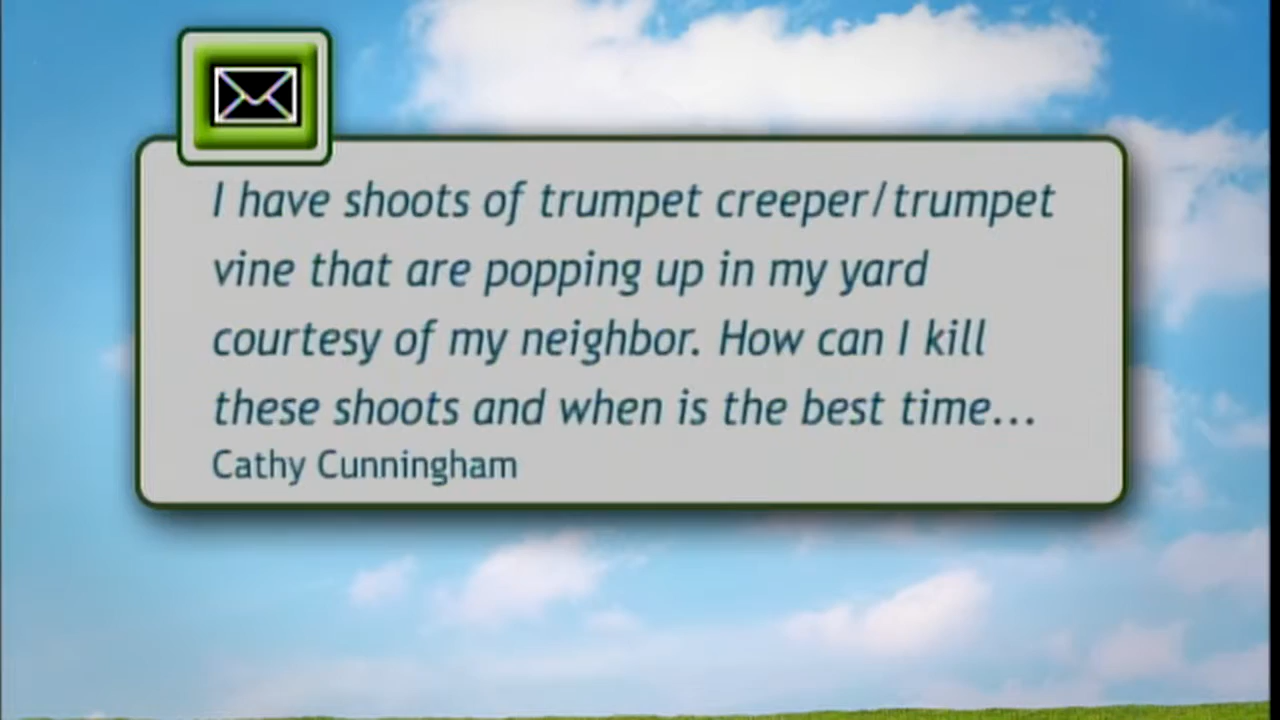 I have shoots of trumpet creeper/trumpet
vine that are popping up in my yard
courtesy of my neighbor. How can I kill
these shoots and when is the best time...
Cathy Cunningham